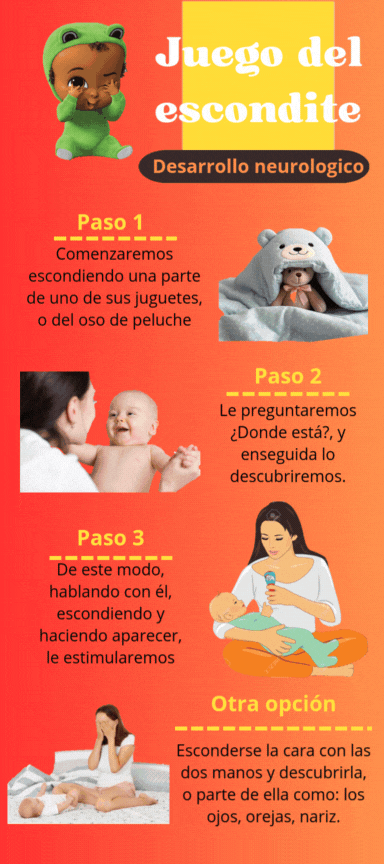 Juego del
escondite
Desarrollo neurologico
Paso 1
Comenzaremos
escondiendo una parte
de uno de sus juguetes,
o del oso de peluche
Paso 2
Le preguntaremos
¿Donde está?, y
enseguida lo
descubriremos.
Paso 3
De este modo,
hablando con él,
escondiendo y
haciendo aparecer,
le estimularemos
Otra opción
Esconderse la cara con las
dos manos y descubrirla,
o parte de ella como: los
ojos, orejas, nariz.